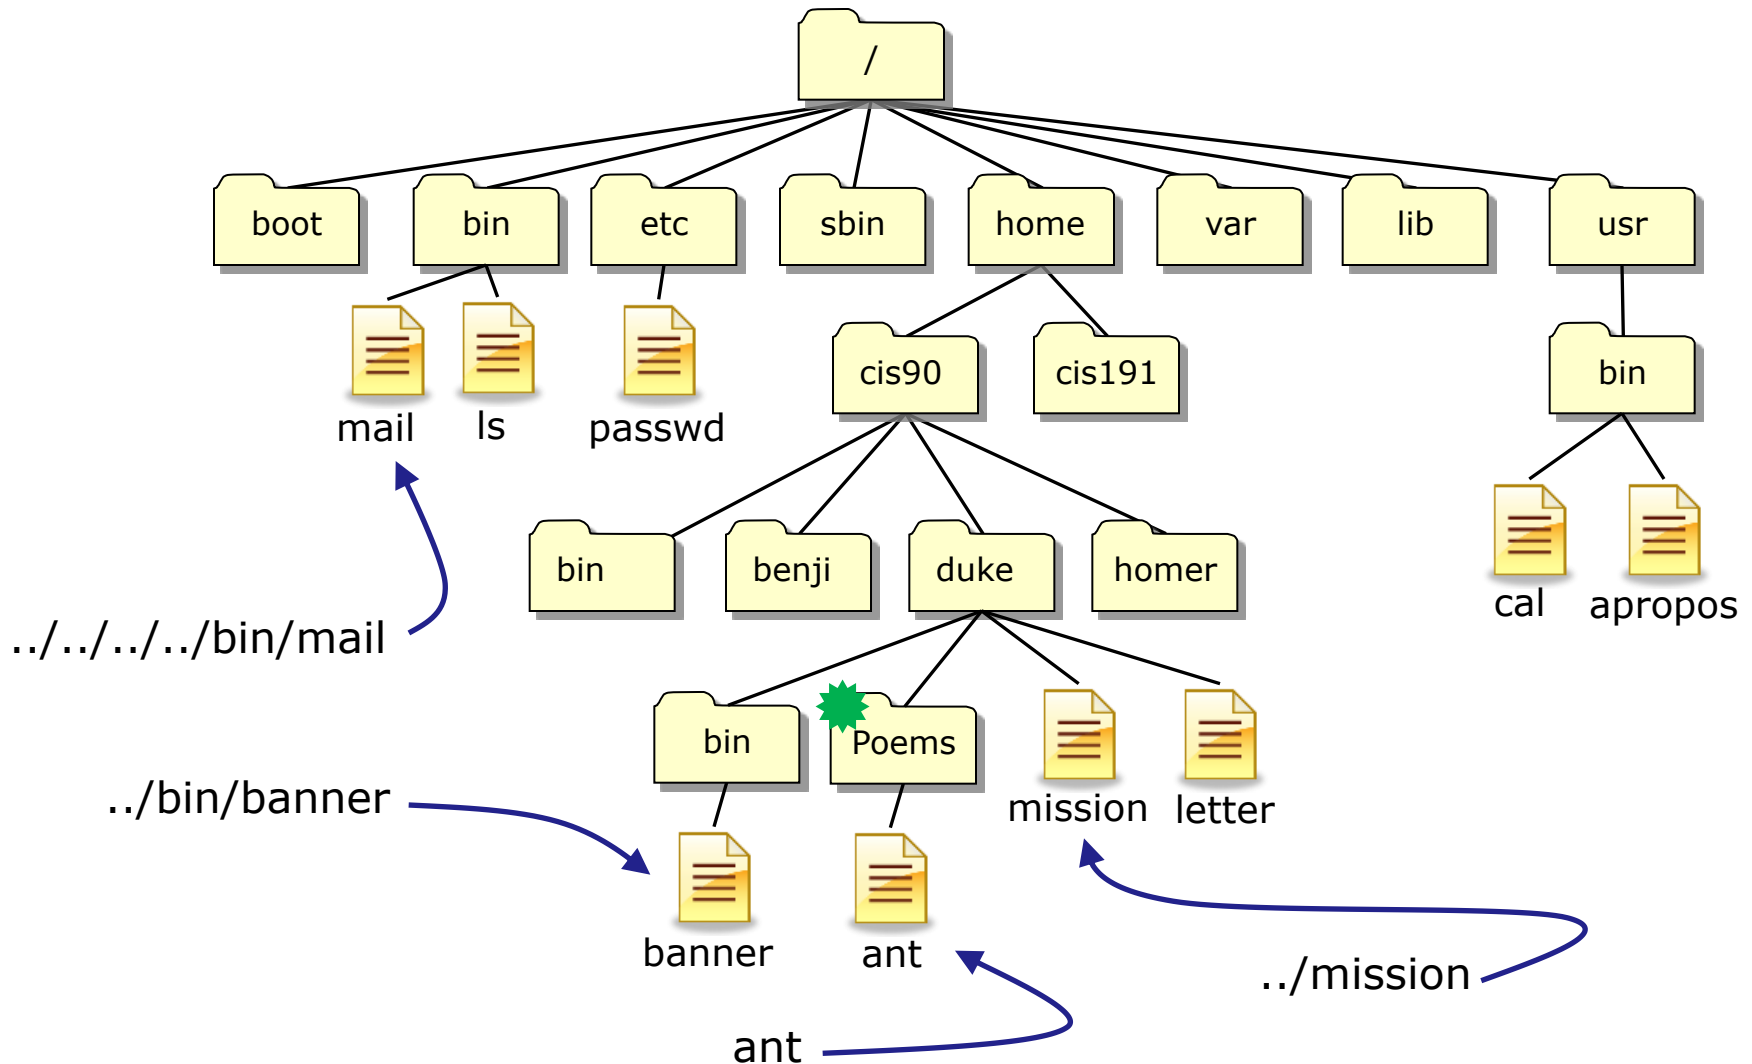 /
boot
bin
etc
sbin
home
var
lib
usr
mail
ls
passwd
cis90
cis191
bin
cal
apropos
bin
benji
duke
homer
../../../../bin/mail
bin
Poems
mission
letter
../bin/banner
banner
ant
../mission
ant